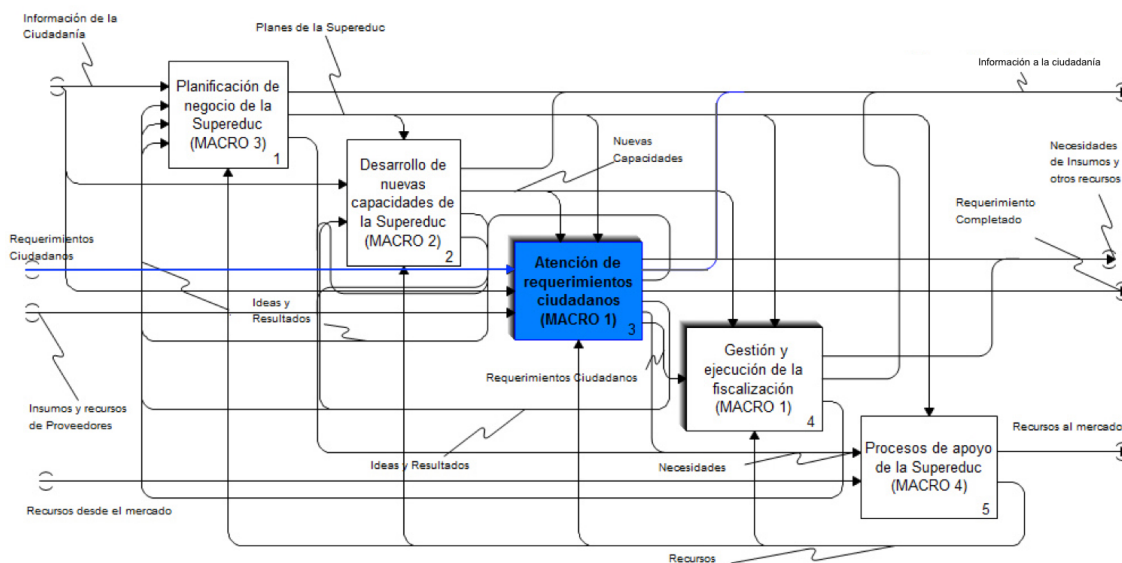 Información de la
Ciudadanía
Planes de la Supereduc
Información a la ciudadanía
Planificación de
negocio de la
Supereduc
(MACRO 3)
1
Nuevas
Capacidades
Necesidades
de Insumos y
otros recursos
Desarrollo de
nuevas
capacidades de
la Supereduc
(MACRO 2)
2
Requerimiento
Completado
Requerimientos
Ciudadanos
Atención de
requerimientos
ciudadanos
(MACRO 1)
3
Ideas y
Resultados
Gestión y
ejecución de la
fiscalización
(MACRO 1)
4
Requerimientos Ciudadanos
Insumos y recursos
de Proveedores
Ideas y Resultados
Necesidades
Procesos de apoyo
de la Supereduc
(MACRO 4)
5
Recursos al mercado
Recursos desde el mercado
Recursos